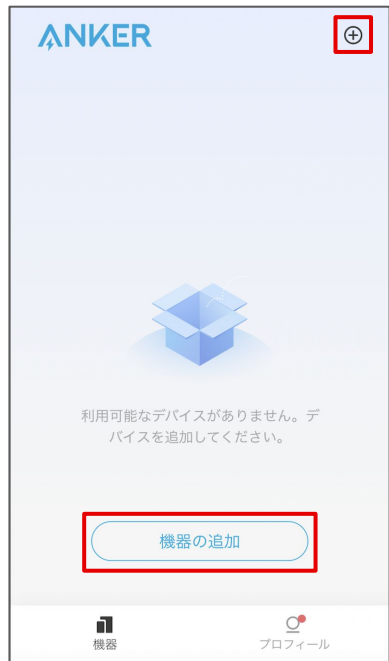 ANKER
利用可能なデバイスがありません。デ
バイスを追加してください。
機器の追加
機器
プロフィール